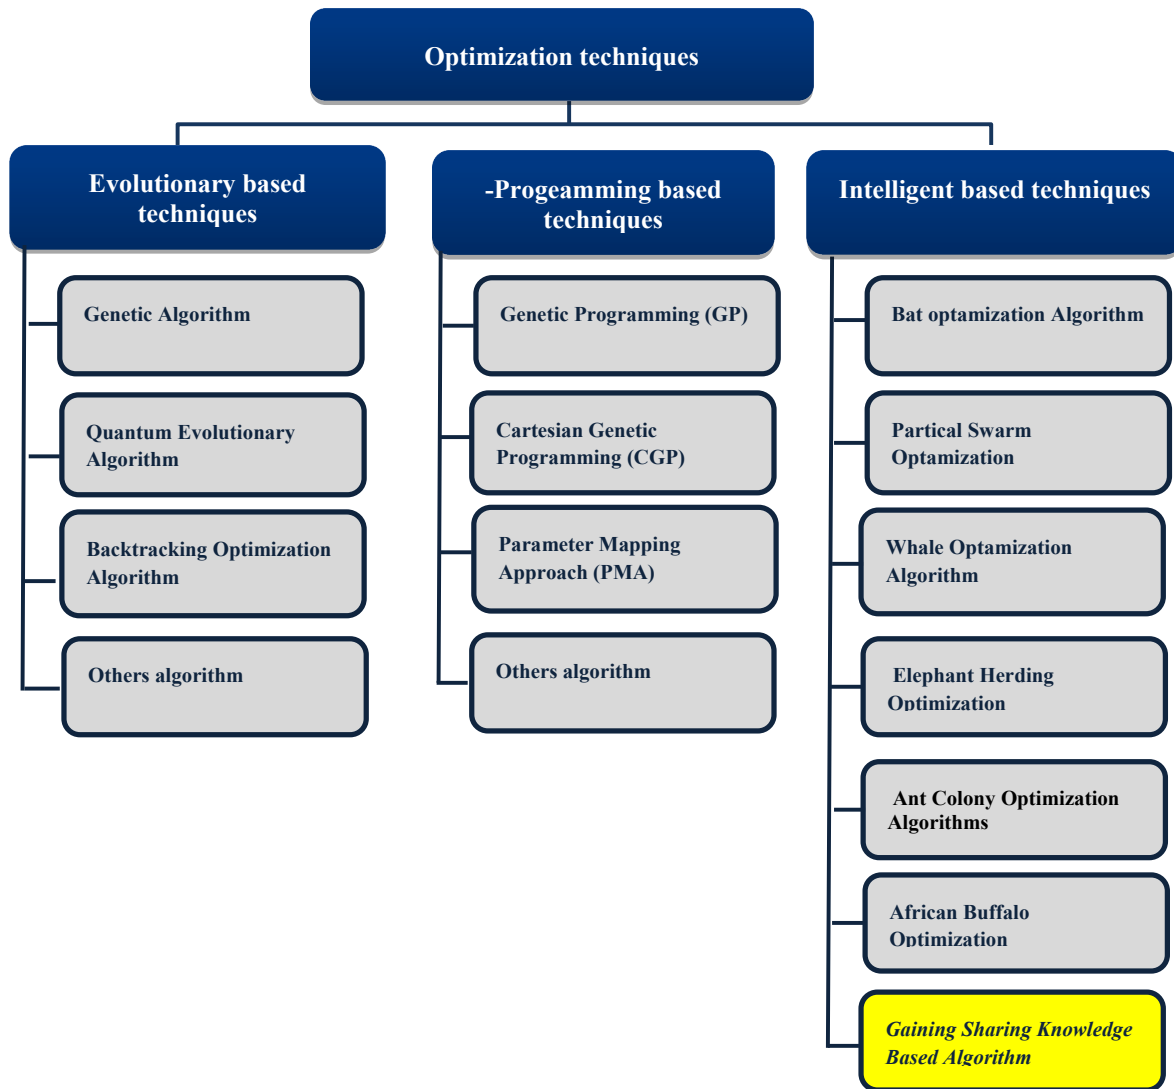 Optimization techniques
Evolutionary based
techniques
Genetic Algorithm
Quantum Evolutionary
Algorithm
Backtracking Optimization
Algorithm
Others algorithm
-Progeamming based
techniques
Genetic Programming (GP)
Cartesian Genetic
Programming (CGP)
Parameter Mapping
Approach (PMA)
Others algorithm
Intelligent based techniques
Bat optamization Algorithm
Partical Swarm
Optamization
Whale Optamization
Algorithm
Elephant Herding
Optimization
Ant Colony Optimization
Algorithms
African Buffalo
Optimization
Gaining Sharing Knowledge
Based Algorithm